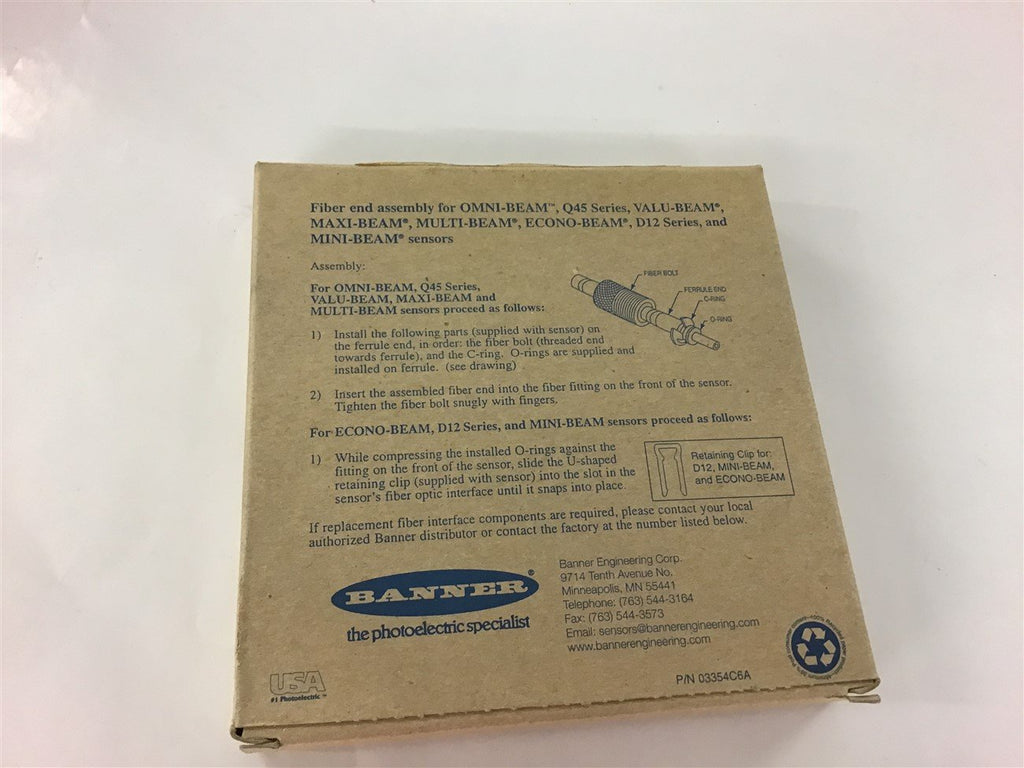 Fiber end assembly for OMNI-BEAM™, Q45 Series, VALU-BEAM®,
MAXI-BEAM®, MULTI-BEAM®, ECONO-BEAM®, D12 Series, and
MINI-BEAM® sensors
Assembly:
For OMNI-BEAM, Q45 Series,
VALU-BEAM, MAXI-BEAM and
MULTI-BEAM sensors proceed as follows:
FIBER BOLT
FERRULE END
C-RING
O-RING
1) Install the following parts (supplied with sensor) on
the ferrule end, in order: the fiber bolt (threaded end
towards ferrule), and the C-ring. O-rings are supplied and
installed on ferrule. (see drawing)
2) Insert the assembled fiber end into the fiber fitting on the front of the sensor.
Tighten the fiber bolt snugly with fingers.
For ECONO-BEAM, D12 Series, and MINI-BEAM sensors proceed as follows:
1) While compressing the installed O-rings against the
fitting on the front of the sensor, slide the U-shaped
retaining clip (supplied with sensor) into the slot in the
sensor's fiber optic interface until it snaps into place.
Retaining Clip for:
D12, MINI-BEAM,
and ECONO-BEAM
If replacement fiber interface components are required, please contact your local
authorized Banner distributor or contact the factory at the number listed below.
BANNER®
the photoelectric specialist
Banner Engineering Corp.
9714 Tenth Avenue No.
Minneapolis, MN 55441
Telephone: (763) 544-3164
Fax: (763) 544-3573
Email: sensors@bannerengineering.com
www.bannerengineering.com
USA
#1 Photoelectric™
P/N 03354C6A